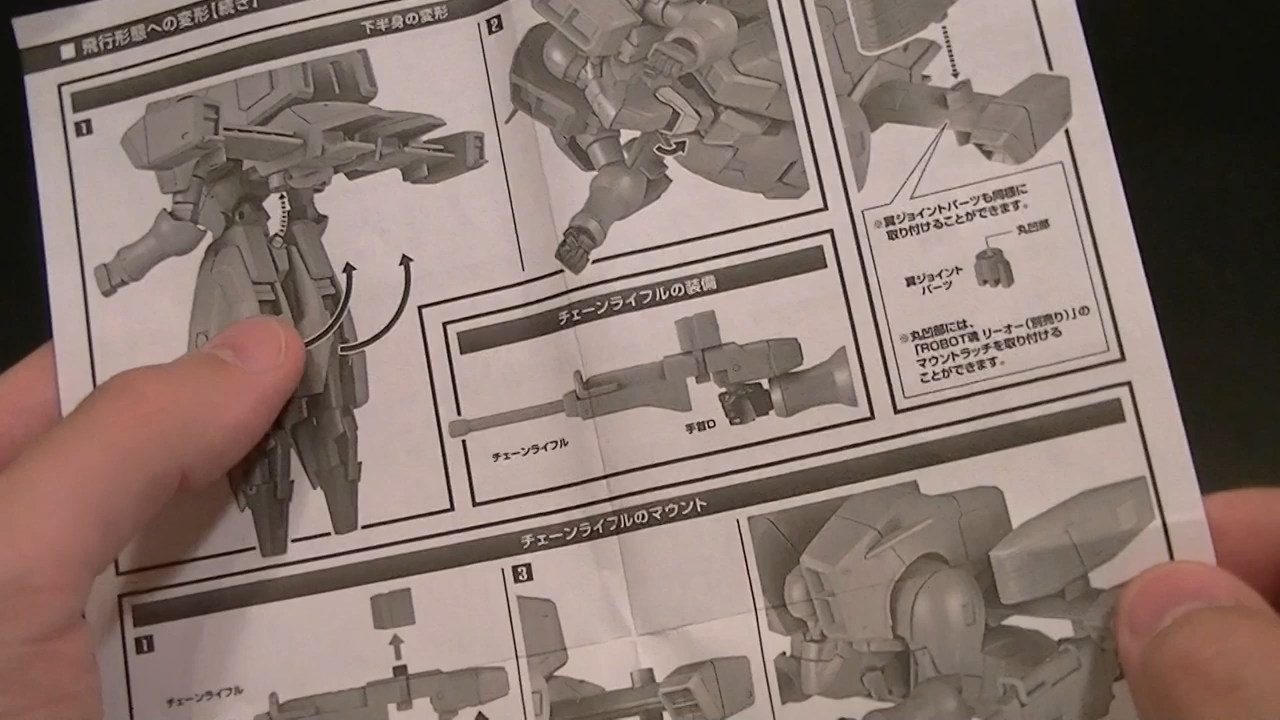 ■ 飛行形態への変形【続き】
下半身の変形
1
2
※翼ジョイントパーツも同様に
取り付けることができます。
丸凹部
翼ジョイント
パーツ
※丸凹部には、
「ROBOT魂 リーオー(別売り)」の
マウントラッチを取り付ける
ことができます。
チェーンライフルの装備
チェーンライフル
手首D
チェーンライフルのマウント
1
チェーンライフル
3